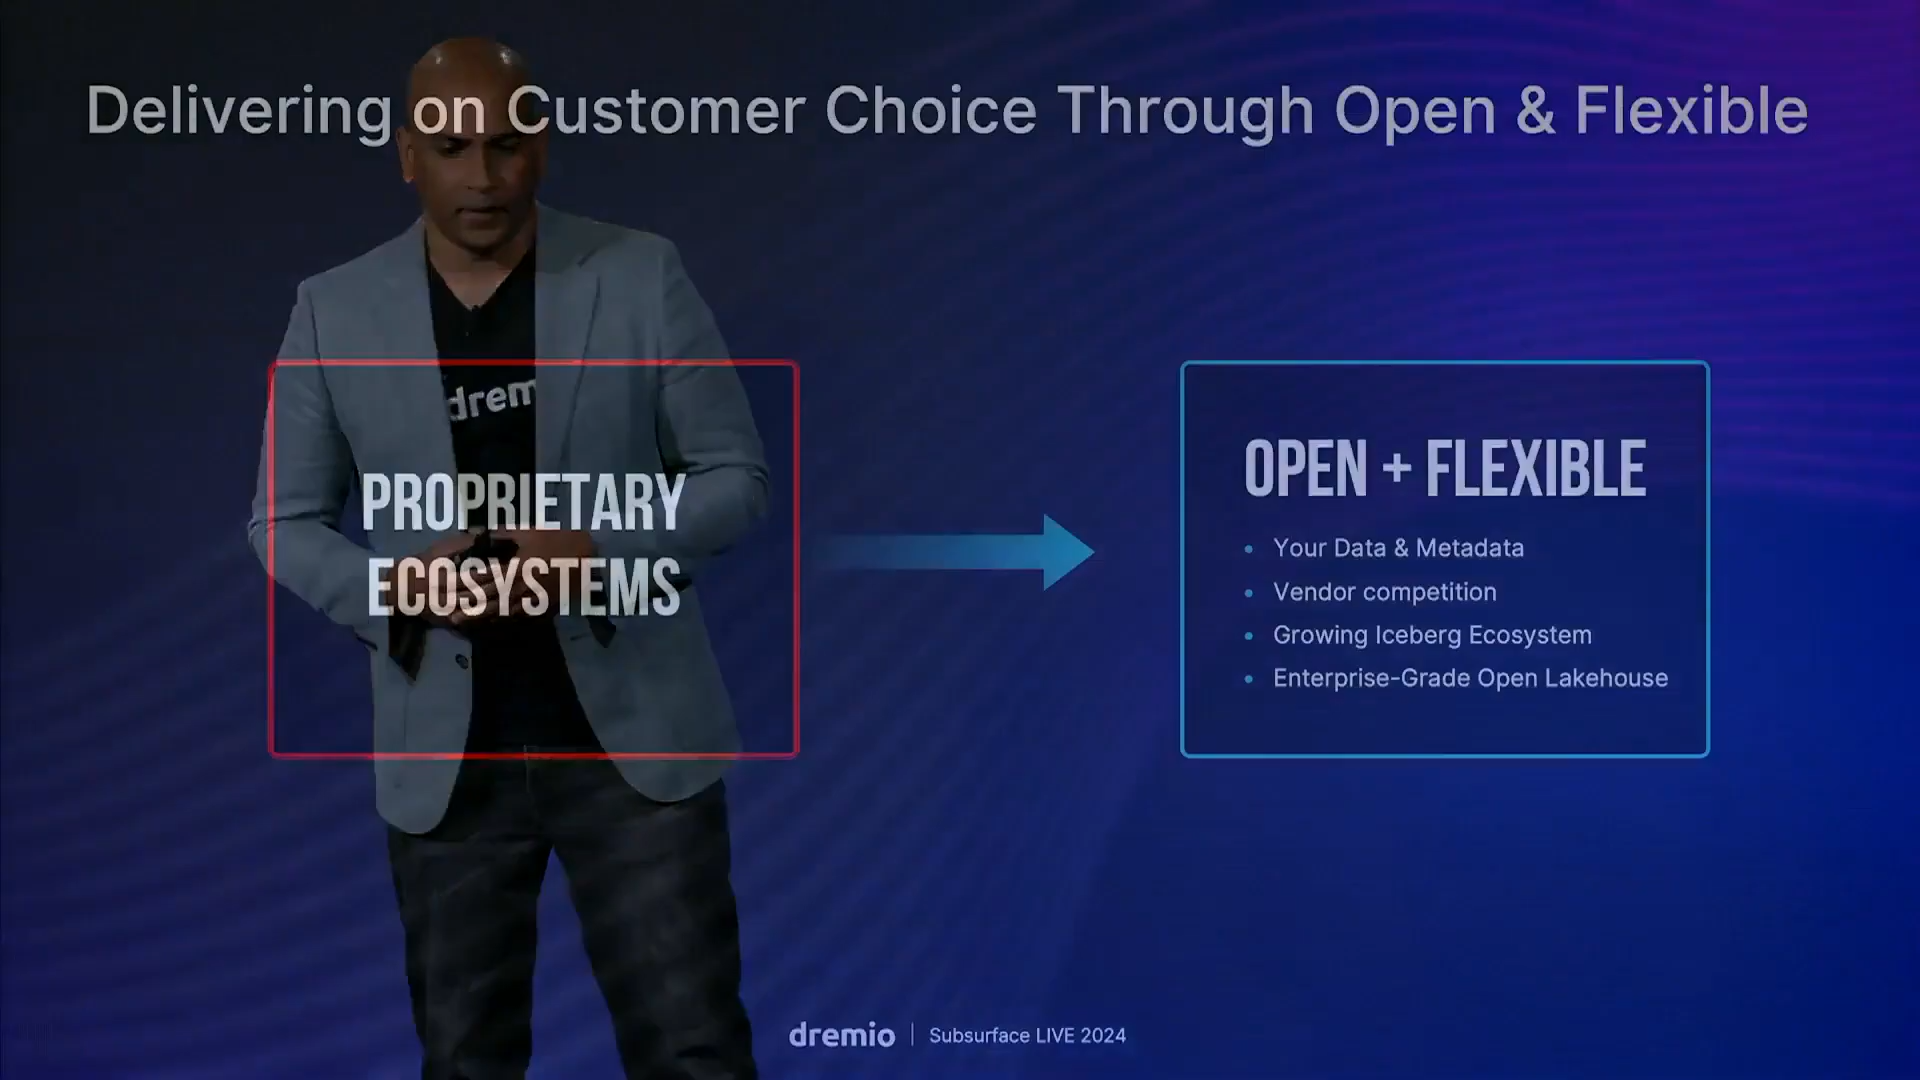 Delivering on Customer Choice Through Open & Flexible
drem
PROPRIETARY
ECOSYSTEMS
OPEN + FLEXIBLE
• Your Data & Metadata
• Vendor competition
• Growing Iceberg Ecosystem
• Enterprise-Grade Open Lakehouse
dremio | Subsurface LIVE 2024